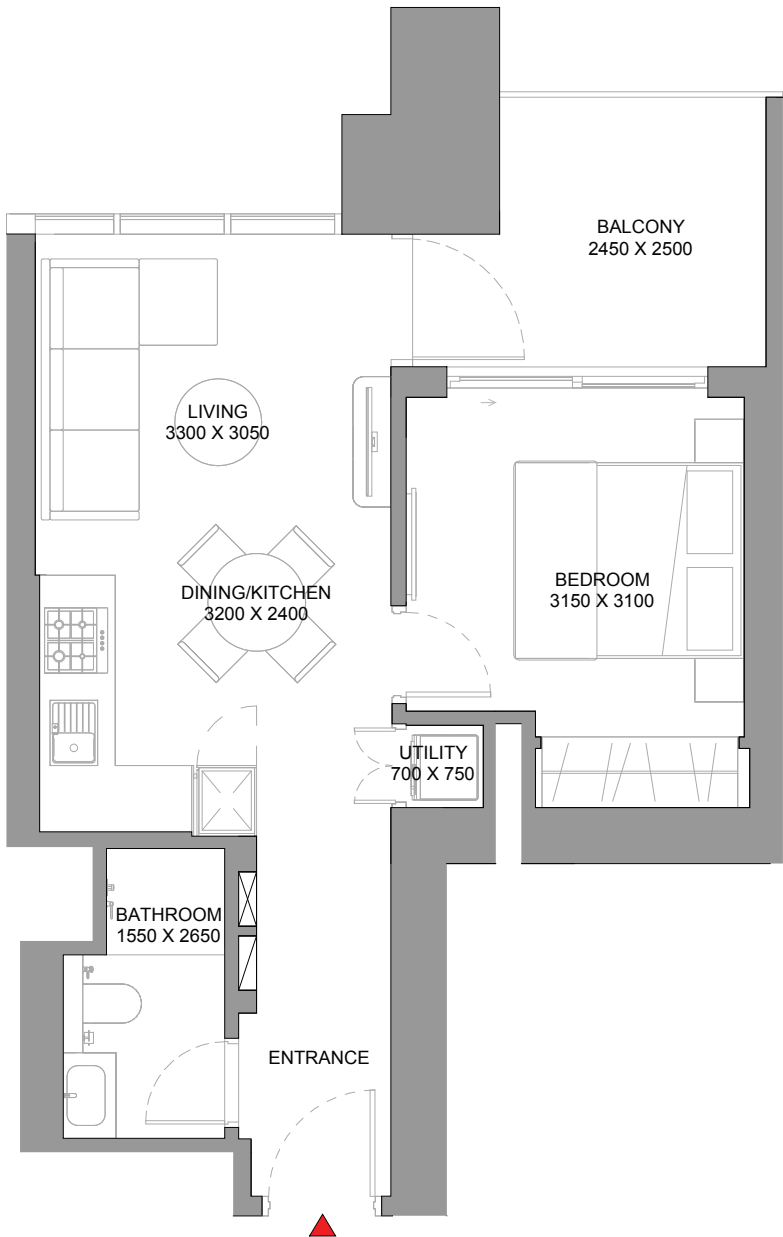 BALCONY
2450 X 2500
LIVING
3300 X 3050
DINING/KITCHEN
3200 X 2400
BEDROOM
3150 X 3100
UTILITY
700 X 750
BATHROOM
1550 X 2650
ENTRANCE